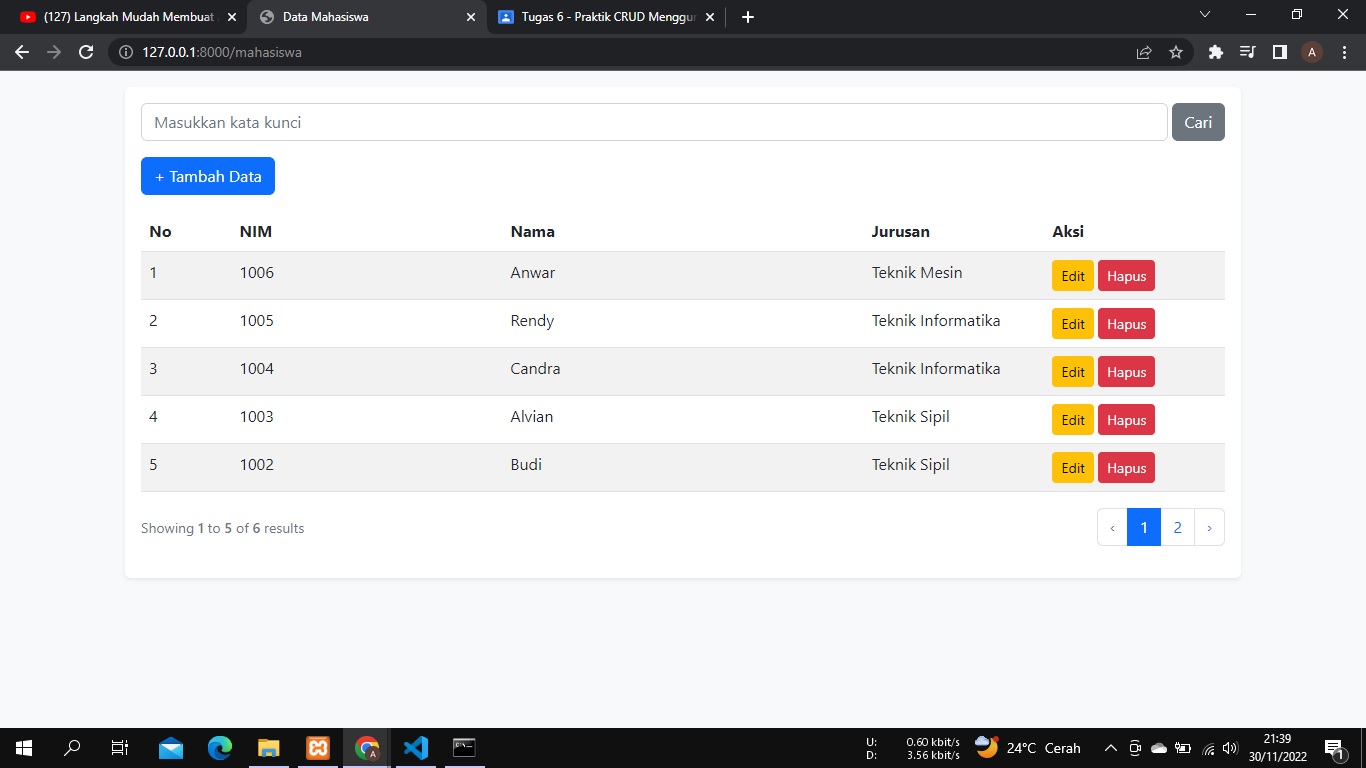 (127) Langkah Mudah Membuat
Data Mahasiswa
Tugas 6 - Praktik CRUD Menggun
127.0.0.1:8000/mahasiswa
A
Masukkan kata kunci
Cari
+ Tambah Data
No NIM Nama Jurusan Aksi
1 1006 Anwar Teknik Mesin Edit Hapus
2 1005 Rendy Teknik Informatika Edit Hapus
3 1004 Candra Teknik Informatika Edit Hapus
4 1003 Alvian Teknik Sipil Edit Hapus
5 1002 Budi Teknik Sipil Edit Hapus
Showing 1 to 5 of 6 results
‹ 1 2 ›
U: 0.60 kbit/s
D: 3.56 kbit/s
24°C Cerah
21:39
30/11/2022
1